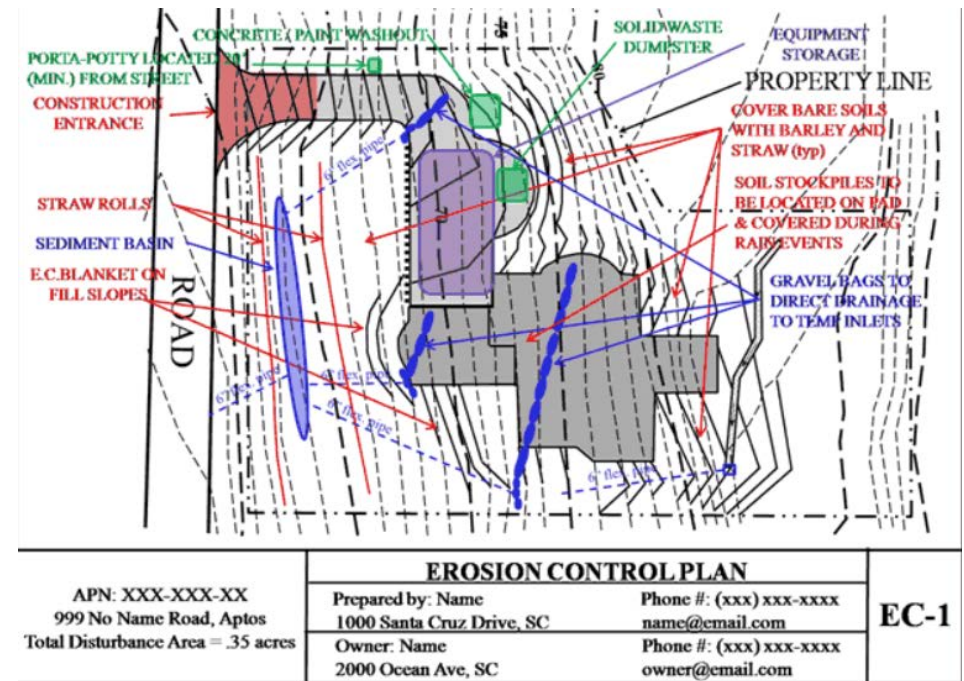 CONCRETE / PAINT WASHOUT
SOLID WASTE
DUMPSTER
EQUIPMENT
STORAGE
PORTA-POTTY LOCATED 20'
(MIN.) FROM STREET
PROPERTY LINE
CONSTRUCTION
ENTRANCE
COVER BARE SOILS
WITH BARLEY AND
STRAW (typ)
6" flex. pipe
STRAW ROLLS
SOIL STOCKPILES TO
BE LOCATED ON PAD
& COVERED DURING
RAIN EVENTS
SEDIMENT BASIN
E.C.BLANKET ON
FILL SLOPES
GRAVEL BAGS TO
DIRECT DRAINAGE
TO TEMP INLETS
ROAD
6" flex. pipe
6" flex. pipe
6" flex. pipe
6" flex. pipe
EROSION CONTROL PLAN
APN: XXX-XXX-XX
999 No Name Road, Aptos
Total Disturbance Area = .35 acres
Prepared by: Name
Phone #: (xxx) xxx-xxxx
1000 Santa Cruz Drive, SC
name@email.com
Owner: Name
Phone #: (xxx) xxx-xxxx
2000 Ocean Ave, SC
owner@email.com
EC-1